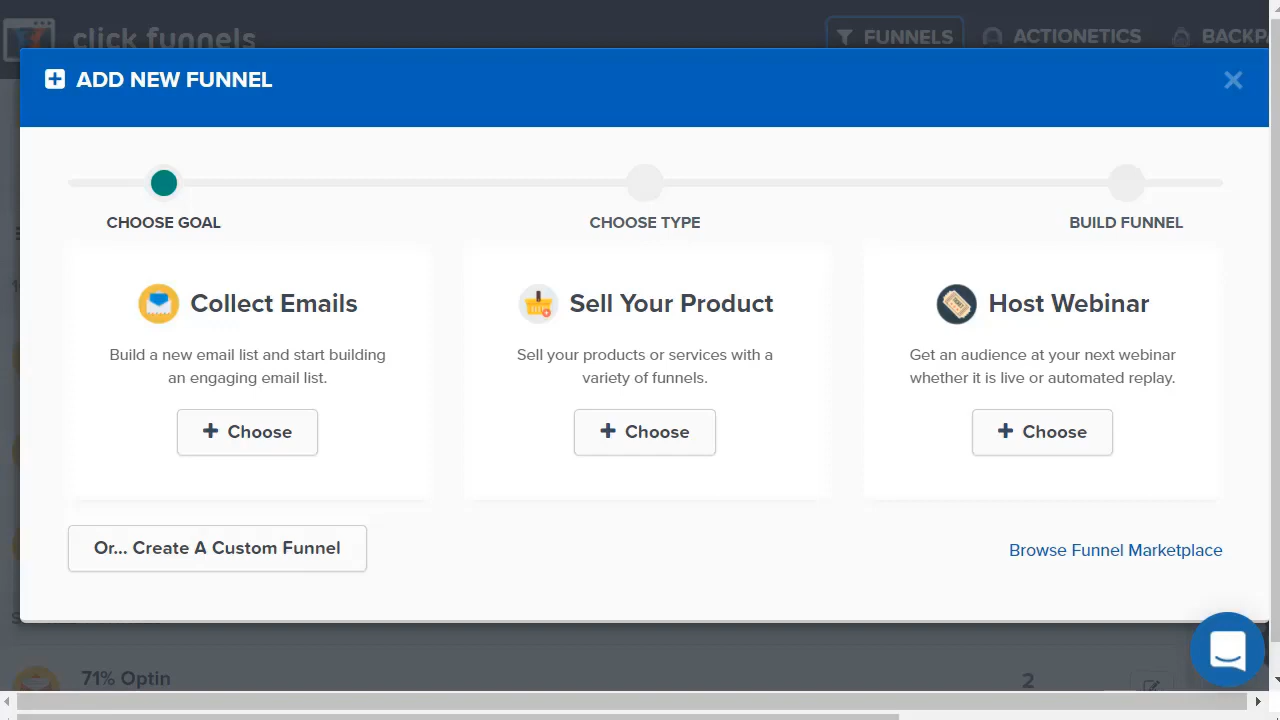 click funnels
FUNNELS
ACTIONETICS
ADD NEW FUNNEL
CHOOSE GOAL
CHOOSE TYPE
BUILD FUNNEL
Collect Emails
Build a new email list and start building
an engaging email list.
Choose
Sell Your Product
Sell your products or services with a
variety of funnels.
Choose
Host Webinar
Get an audience at your next webinar
whether it is live or automated replay.
Choose
Or... Create A Custom Funnel
Browse Funnel Marketplace
71% Optin
2